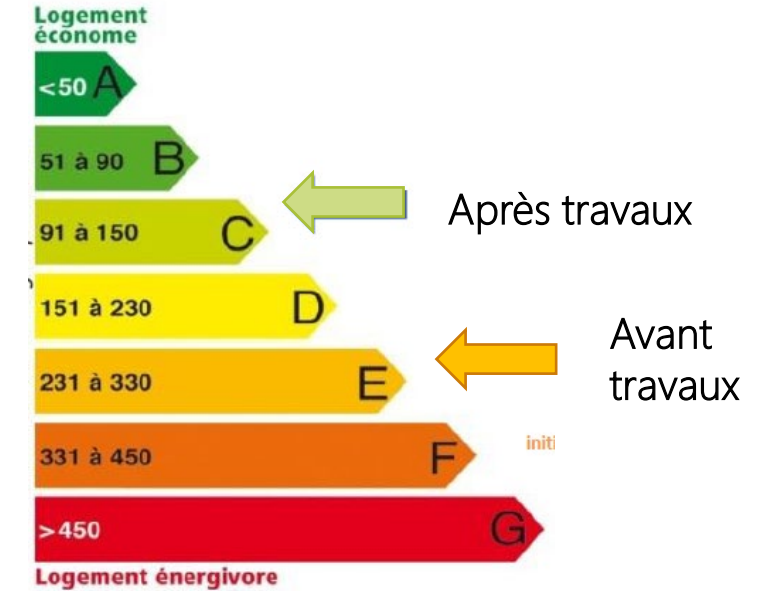 Logement
économe
<50 A
51 à 90 B
91 à 150 C
Après travaux
151 à 230 D
Avant
travaux
231 à 330 E
331 à 450 F
initi
>450 G
Logement énergivore